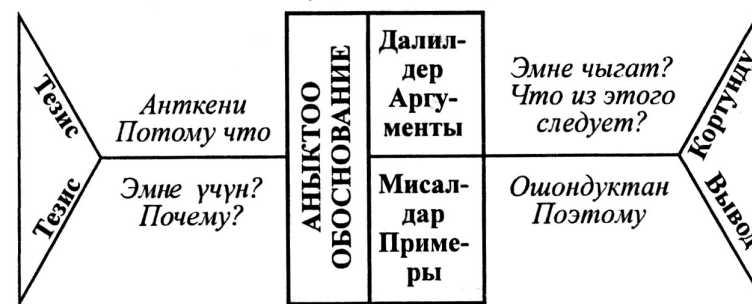 Тезис
Тезис
Анткени
Потому что
Эмне үчүн?
Почему?
АНЫКТОО
ОБОСНОВАНИЕ
Далил-
дер
Аргу-
менты
Мисал-
дар
Приме-
ры
Эмне чыгат?
Что из этого
следует?
Ошондуктан
Поэтому
Кортунду
Вывод